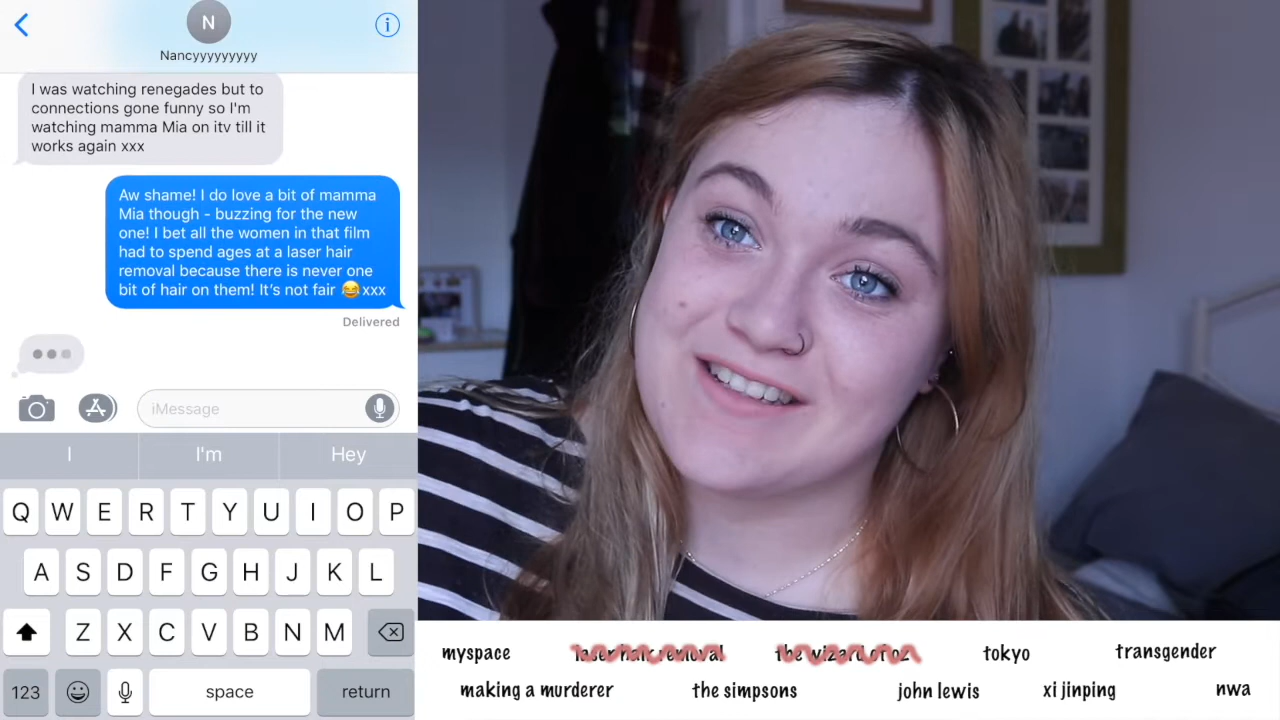 N
Nancyyyyyyyyy
I was watching renegades but to
connections gone funny so I'm
watching mamma Mia on itv till it
works again xxx
Aw shame! I do love a bit of mamma
Mia though - buzzing for the new
one! I bet all the women in that film
had to spend ages at a laser hair
removal because there is never one
bit of hair on them! It's not fair 😂xxx
Delivered
iMessage
I I'm Hey
Q W E R T Y U I O P
A S D F G H J K L
Z X C V B N M
123 space return
myspace laser hair removal the wizard of oz tokyo transgender
making a murderer the simpsons john lewis xi jinping nwa